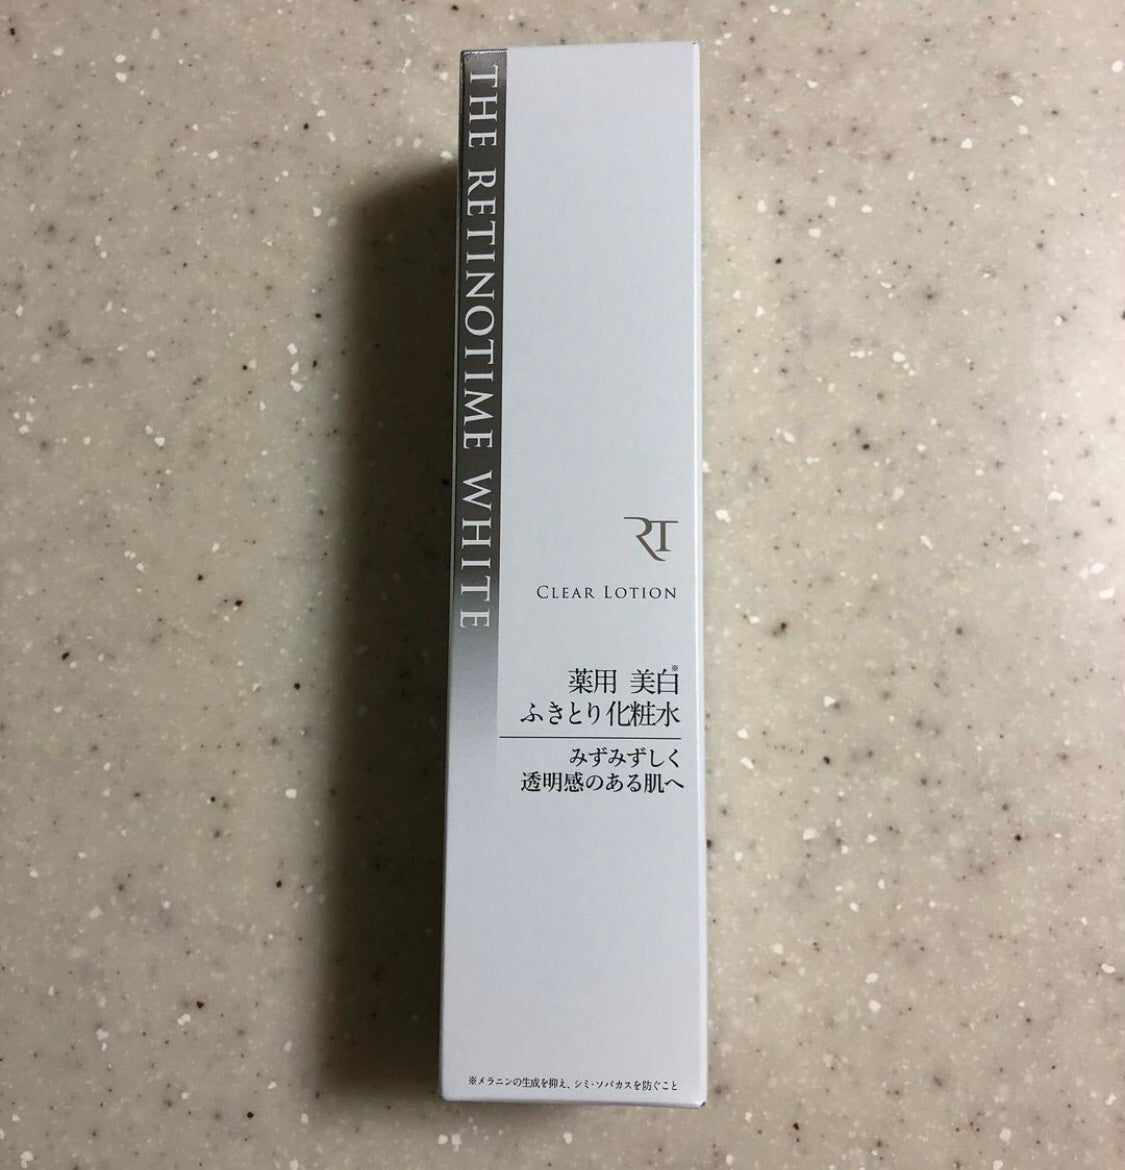 THE RETINOTIME WHITE
RT
CLEAR LOTION
薬用 美白※
ふきとり化粧水
みずみずしく
透明感のある肌へ
※メラニンの生成を抑え、シミ・ソバカスを防ぐこと